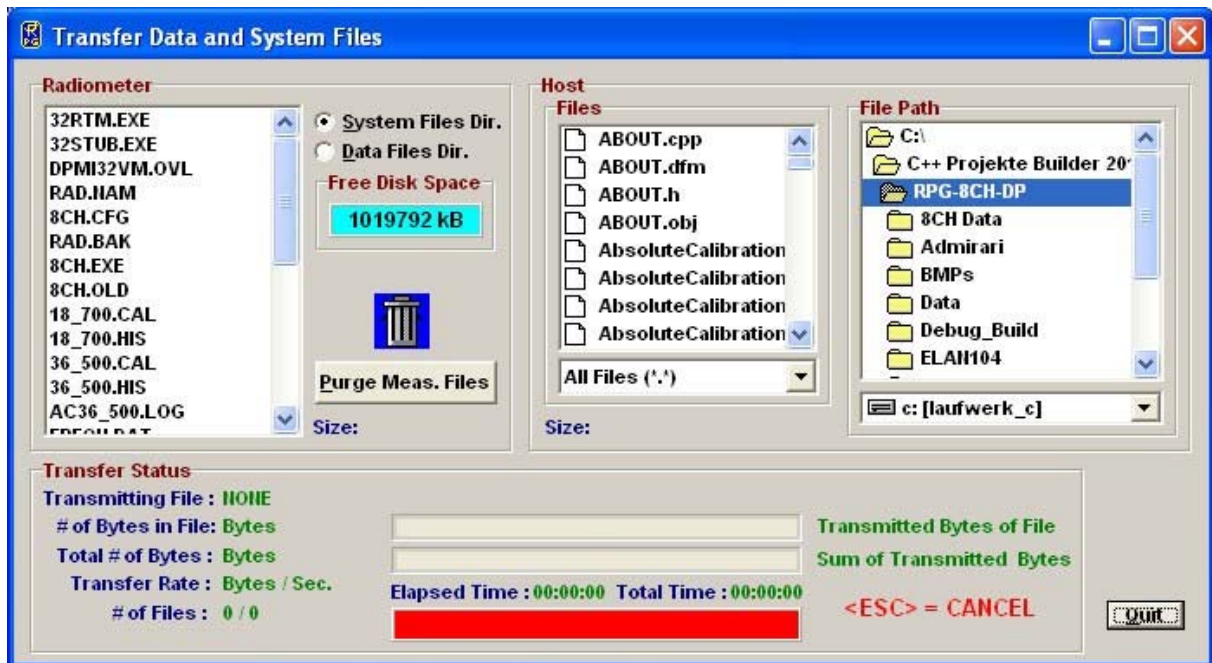 Transfer Data and System Files
Radiometer
32RTM.EXE
32STUB.EXE
DPMI32VM.OVL
RAD.NAM
8CH.CFG
RAD.BAK
8CH.EXE
8CH.OLD
18_700.CAL
18_700.HIS
36_500.CAL
36_500.HIS
AC36_500.LOG
System Files Dir.
Data Files Dir.
Free Disk Space
1019792 kB
Purge Meas. Files
Size:
Host
Files
ABOUT.cpp
ABOUT.dfm
ABOUT.h
ABOUT.obj
AbsoluteCalibration
AbsoluteCalibration
AbsoluteCalibration
AbsoluteCalibration
All Files (*.*)
Size:
File Path
C:\
C++ Projekte Builder 20
RPG-8CH-DP
8CH Data
Admirari
BMPs
Data
Debug_Build
ELAN104
c: [laufwerk_c]
Transfer Status
Transmitting File : NONE
# of Bytes in File: Bytes
Total # of Bytes : Bytes
Transfer Rate : Bytes / Sec.
# of Files : 0 / 0
Transmitted Bytes of File
Sum of Transmitted Bytes
Elapsed Time : 00:00:00 Total Time : 00:00:00
<ESC> = CANCEL
Quit